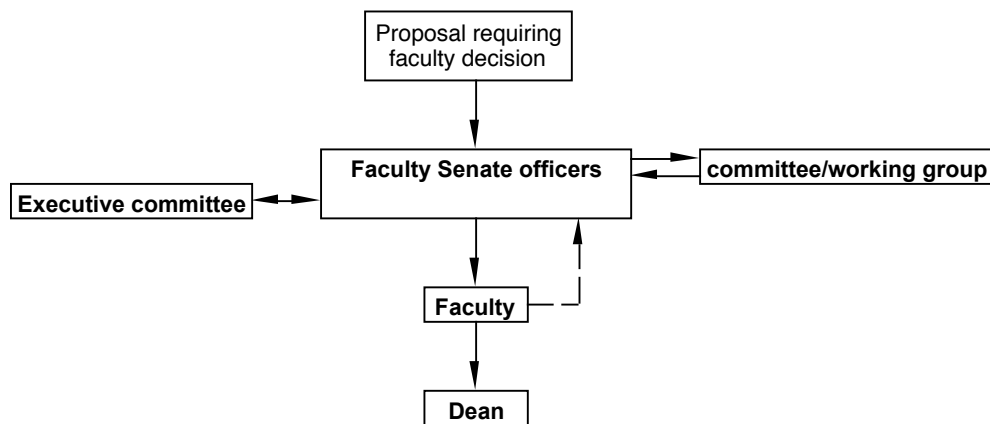 Proposal requiring
faculty decision
Faculty Senate officers
committee/working group
Executive committee
Faculty
Dean